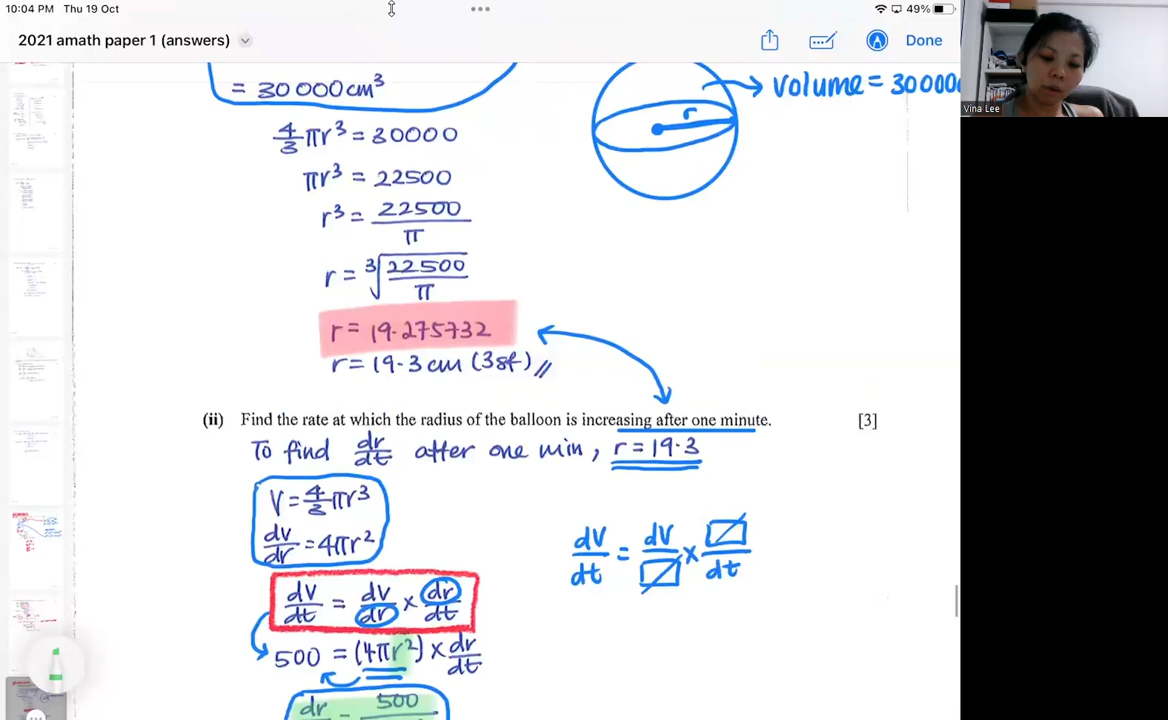 10:04 PM Thu 19 Oct
49%
2021 amath paper 1 (answers)
Done
Vina Lee
= 30 000 cm³
volume = 30000
r
4/3 πr³ = 30000
πr³ = 22500
r³ = 22500/π
r = ³√(22500/π)
r = 19.275732
r = 19.3 cm (3sf) //
(ii) Find the rate at which the radius of the balloon is increasing after one minute. [3]
To find dr/dt after one min, r = 19.3
V = 4/3 πr³
dv/dr = 4πr²
dV/dt = dV/□ × □/dt
dV/dt = dV/dr × dr/dt
500 = (4πr²) × dr/dt
dr = 500